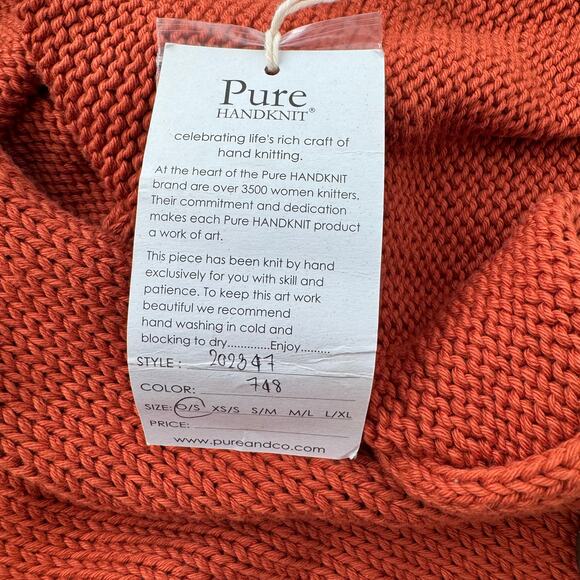 Pure
HANDKNIT®
celebrating life's rich craft of
hand knitting.
At the heart of the Pure HANDKNIT
brand are over 3500 women knitters.
Their commitment and dedication
makes each Pure HANDKNIT product
a work of art.
This piece has been knit by hand
exclusively for you with skill and
patience. To keep this art work
beautiful we recommend
hand washing in cold and
blocking to dry.............Enjoy.........
STYLE : 202347
COLOR: 748
SIZE: O/S XS/S S/M M/L L/XL
PRICE:
www.pureandco.com